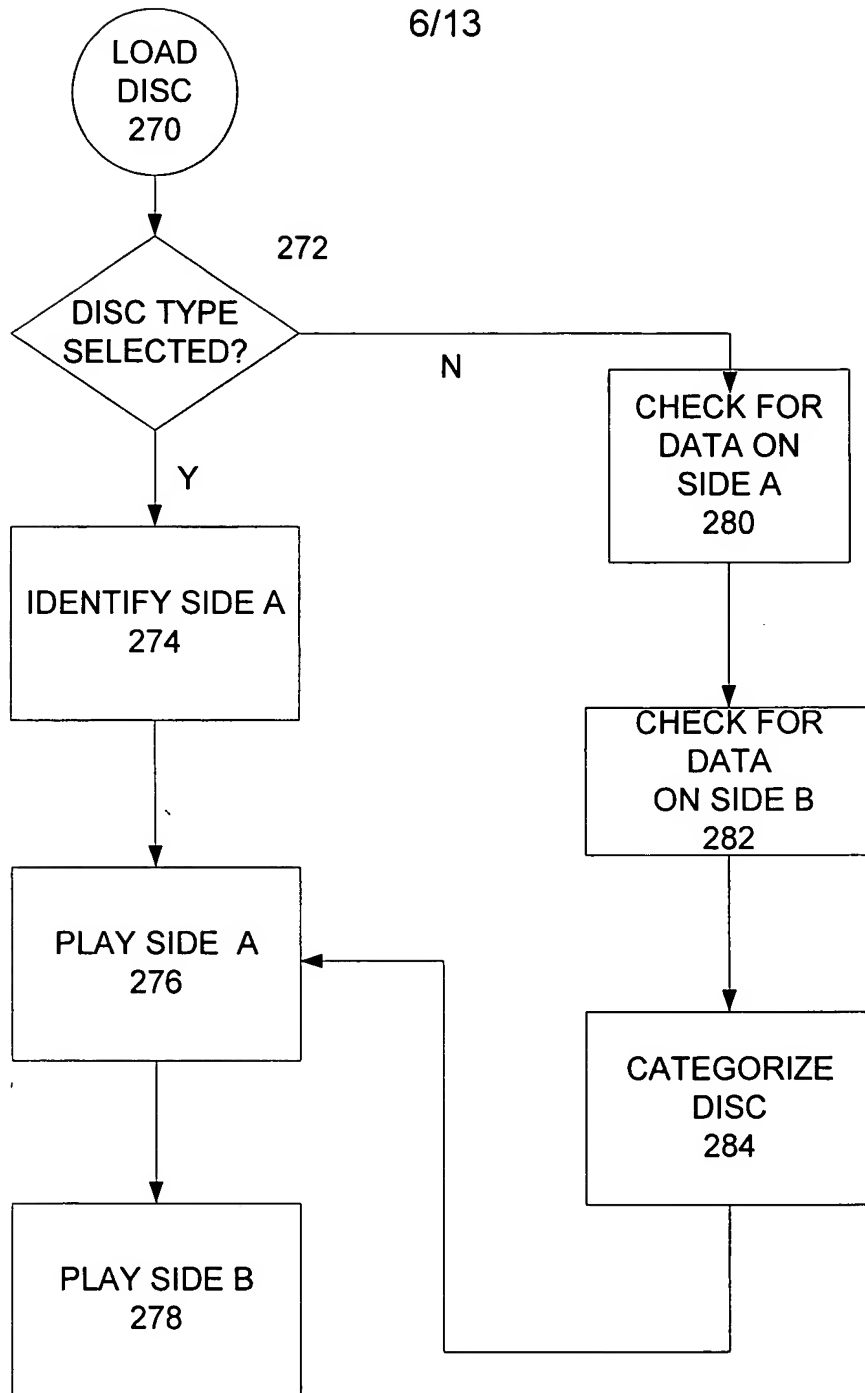 6/13
LOAD
DISC
270
272
DISC TYPE
SELECTED?
N
Y
CHECK FOR
DATA ON
SIDE A
280
IDENTIFY SIDE A
274
CHECK FOR
DATA
ON SIDE B
282
PLAY SIDE A
276
CATEGORIZE
DISC
284
PLAY SIDE B
278